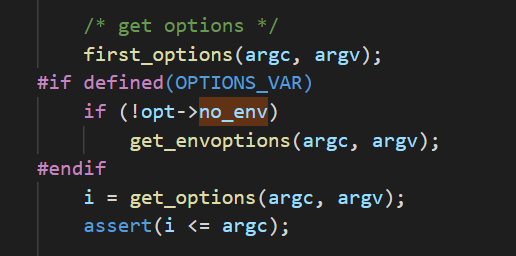 /* get options */
first_options(argc, argv);
#if defined(OPTIONS_VAR)
if (!opt->no_env)
get_envoptions(argc, argv);
#endif
i = get_options(argc, argv);
assert(i <= argc);